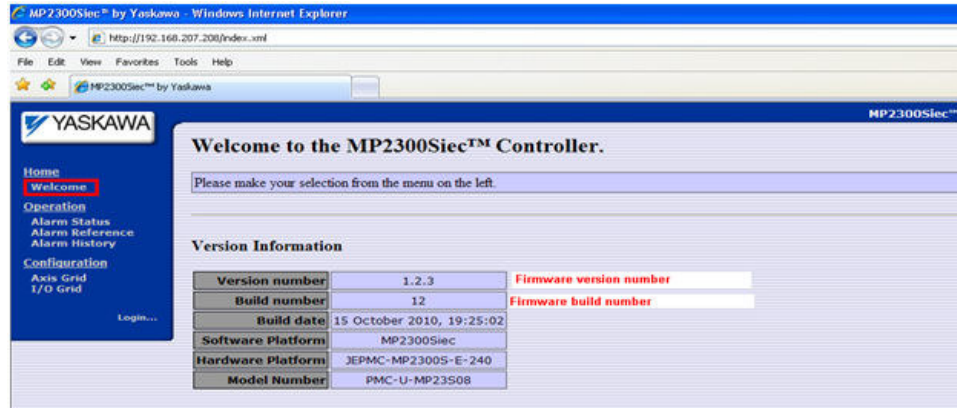 MP2300Siec™ by Yaskawa - Windows Internet Explorer
http://192.168.207.208/index.xml
File Edit View Favorites Tools Help
MP2300Siec™ by Yaskawa
MP2300Siec™
YASKAWA
Welcome to the MP2300Siec™ Controller.
Home
Welcome
Please make your selection from the menu on the left.
Operation
Alarm Status
Alarm Reference
Alarm History
Version Information
Configuration
Axis Grid
I/O Grid
Login...
Version number 1.2.3 Firmware version number
Build number 12 Firmware build number
Build date 15 October 2010, 19:25:02
Software Platform MP2300Siec
Hardware Platform JEPMC-MP2300S-E-240
Model Number PMC-U-MP23S08